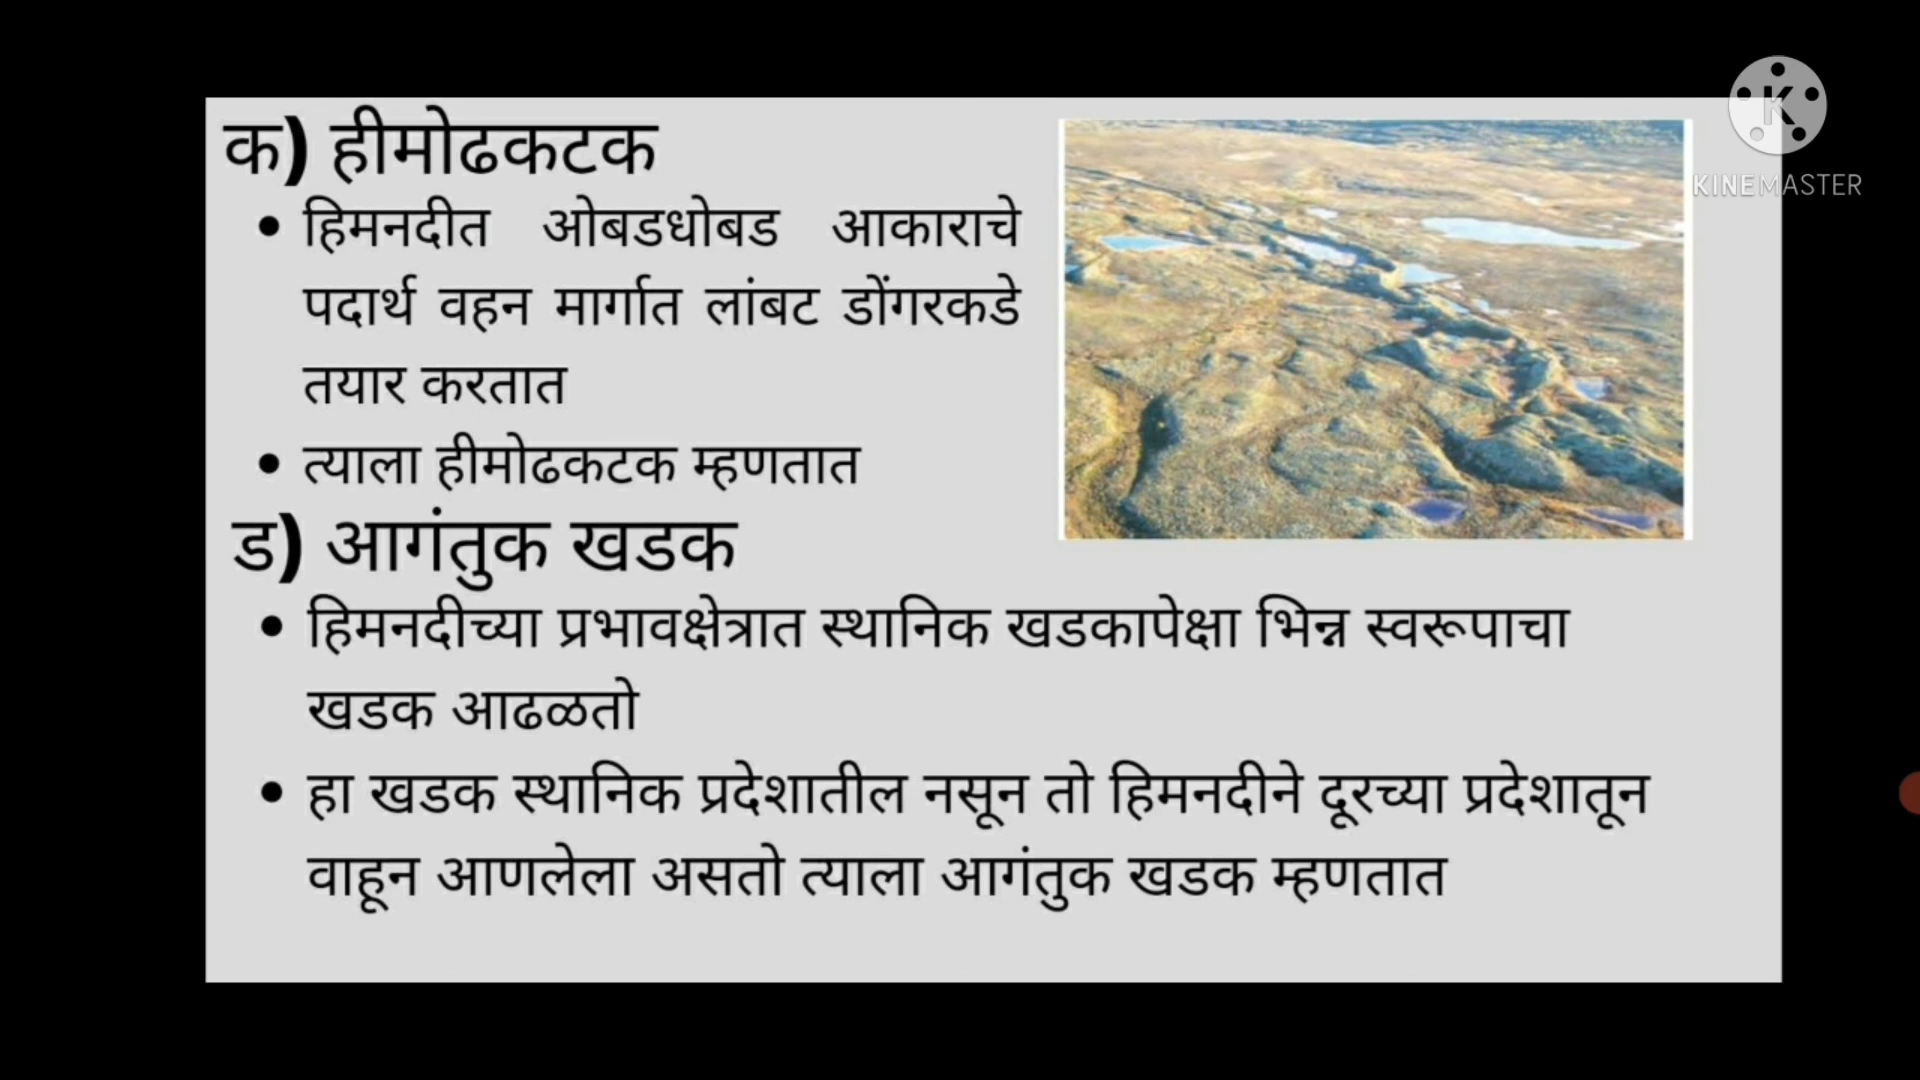 क) हीमोढकटक
• हिमनदीत ओबडधोबड आकाराचे
पदार्थ वहन मार्गात लांबट डोंगरकडे
तयार करतात
• त्याला हीमोढकटक म्हणतात
ड) आगंतुक खडक
• हिमनदीच्या प्रभावक्षेत्रात स्थानिक खडकापेक्षा भिन्न स्वरूपाचा
खडक आढळतो
• हा खडक स्थानिक प्रदेशातील नसून तो हिमनदीने दूरच्या प्रदेशातून
वाहून आणलेला असतो त्याला आगंतुक खडक म्हणतात
K
KINEMASTER